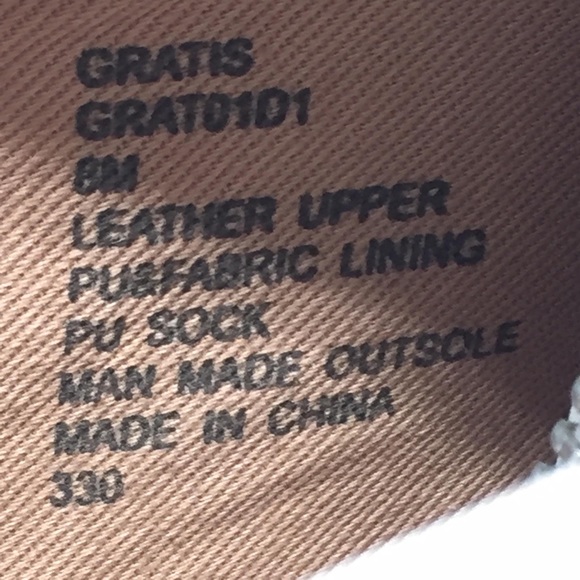 GRATIS
GRAT01D1
8M
LEATHER UPPER
PU&FABRIC LINING
PU SOCK
MAN MADE OUTSOLE
MADE IN CHINA
330